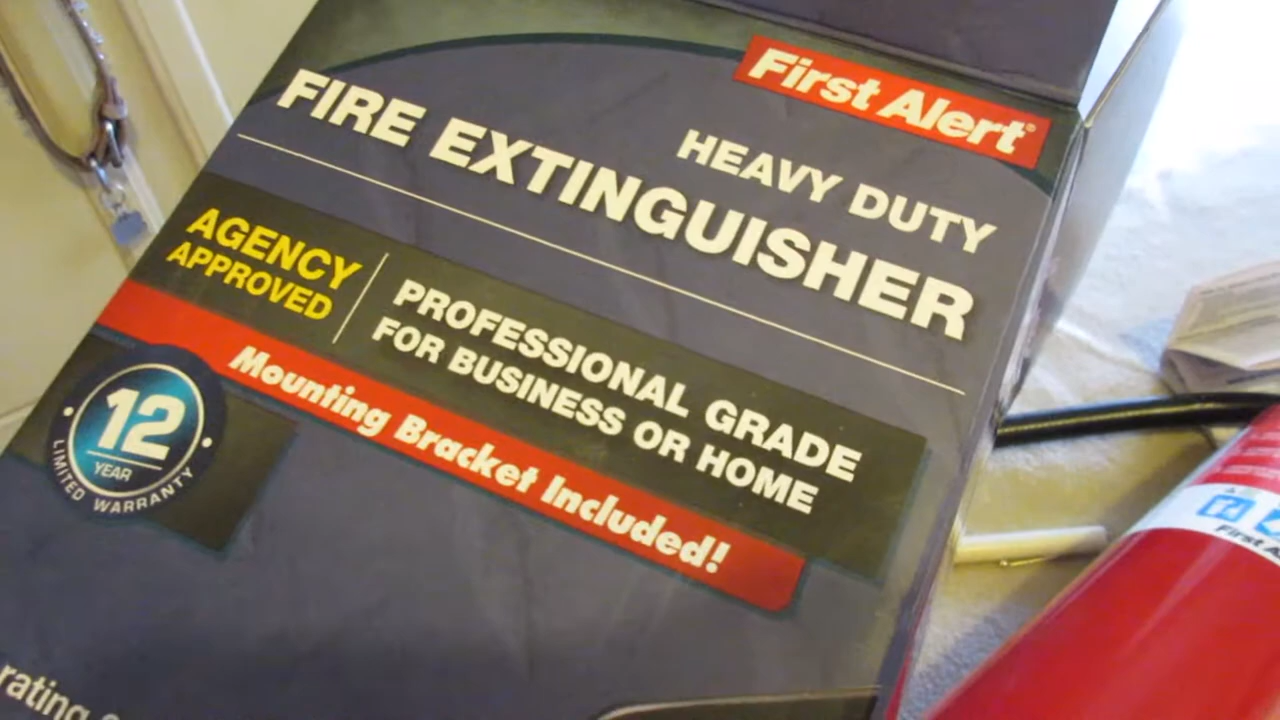 First Alert®
HEAVY DUTY
FIRE EXTINGUISHER
AGENCY
APPROVED
PROFESSIONAL GRADE
FOR BUSINESS OR HOME
Mounting Bracket Included!
12
YEAR
LIMITED WARRANTY
rating
First A